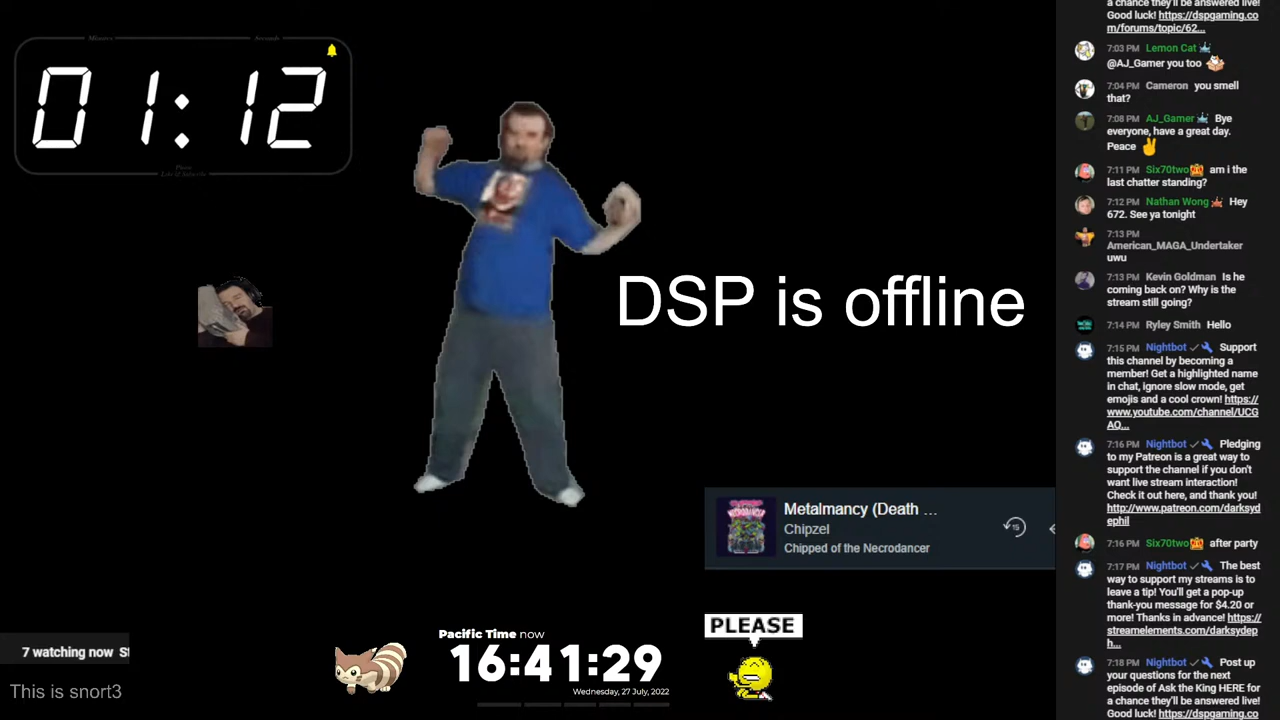 Minutes
Seconds
01:12
DSP is offline
Metalmancy (Death ...
Chipzel
Chipped of the Necrodancer
15
NECRODANCER
PLEASE
Pacific Time now
16:41:29
Wednesday, 27 July, 2022
7 watching now St
This is snort3
a chance they'll be answered live!
Good luck! https://dspgaming.co
m/forums/topic/62...
7:03 PM Lemon Cat
@AJ_Gamer you too
7:04 PM Cameron you smell
that?
7:08 PM AJ_Gamer Bye
everyone, have a great day.
Peace
7:11 PM Six70two am i the
last chatter standing?
7:12 PM Nathan Wong Hey
672. See ya tonight
7:13 PM
American_MAGA_Undertaker
uwu
7:13 PM Kevin Goldman Is he
coming back on? Why is the
stream still going?
7:14 PM Ryley Smith Hello
7:15 PM Nightbot Support
this channel by becoming a
member! Get a highlighted name
in chat, ignore slow mode, get
emojis and a cool crown! https://
www.youtube.com/channel/UCG
AO...
7:16 PM Nightbot Pledging
to my Patreon is a great way to
support the channel if you don't
want live stream interaction!
Check it out here, and thank you!
http://www.patreon.com/darksyd
ephil
7:16 PM Six70two after party
7:17 PM Nightbot The best
way to support my streams is to
leave a tip! You'll get a pop-up
thank-you message for $4.20 or
more! Thanks in advance! https://
streamelements.com/darksydep
h...
7:18 PM Nightbot Post up
your questions for the next
episode of Ask the King HERE for
a chance they'll be answered live!
Good luck! https://dspgaming.co